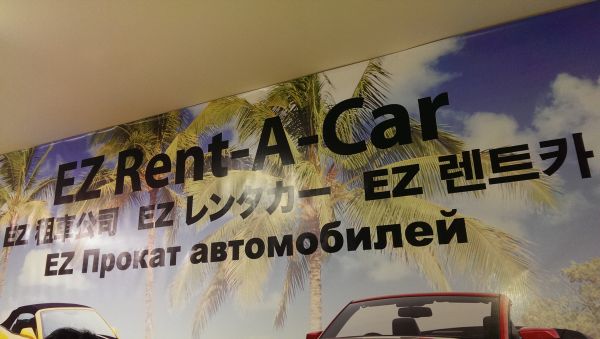 EZ Rent-A-Car
EZ 租車公司 EZ レンタカー EZ 렌트카
EZ Прокат автомобилей